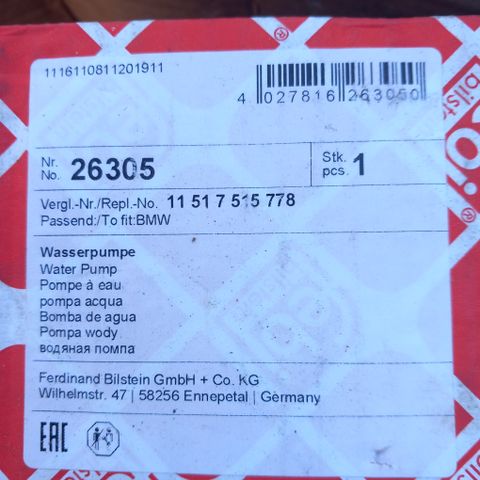 1116110811201911
4 027816 263050
Nr.
No. 26305
Stk.
pcs. 1
Vergl.-Nr./Repl.-No. 11 51 7 515 778
Passend:/To fit:BMW
Wasserpumpe
Water Pump
Pompe à eau
pompa acqua
Bomba de agua
Pompa wody
водяная помпа
Ferdinand Bilstein GmbH + Co. KG
Wilhelmstr. 47 | 58256 Ennepetal | Germany
EAC